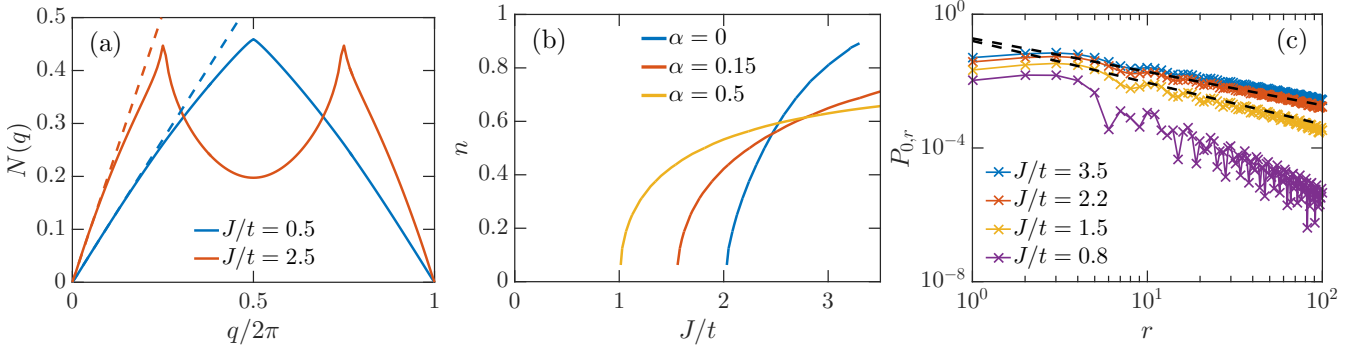 (a)
N(q)
0.5
0.4
0.3
0.2
0.1
0
J/t = 0.5
J/t = 2.5
0 0.5 1
q/2π
(b)
n
1
0.8
0.6
0.4
0.2
0
α = 0
α = 0.15
α = 0.5
0 1 2 3
J/t
(c)
P_{0,r}
10^0
10^{-4}
10^{-8}
J/t = 3.5
J/t = 2.2
J/t = 1.5
J/t = 0.8
10^0 10^1 10^2
r